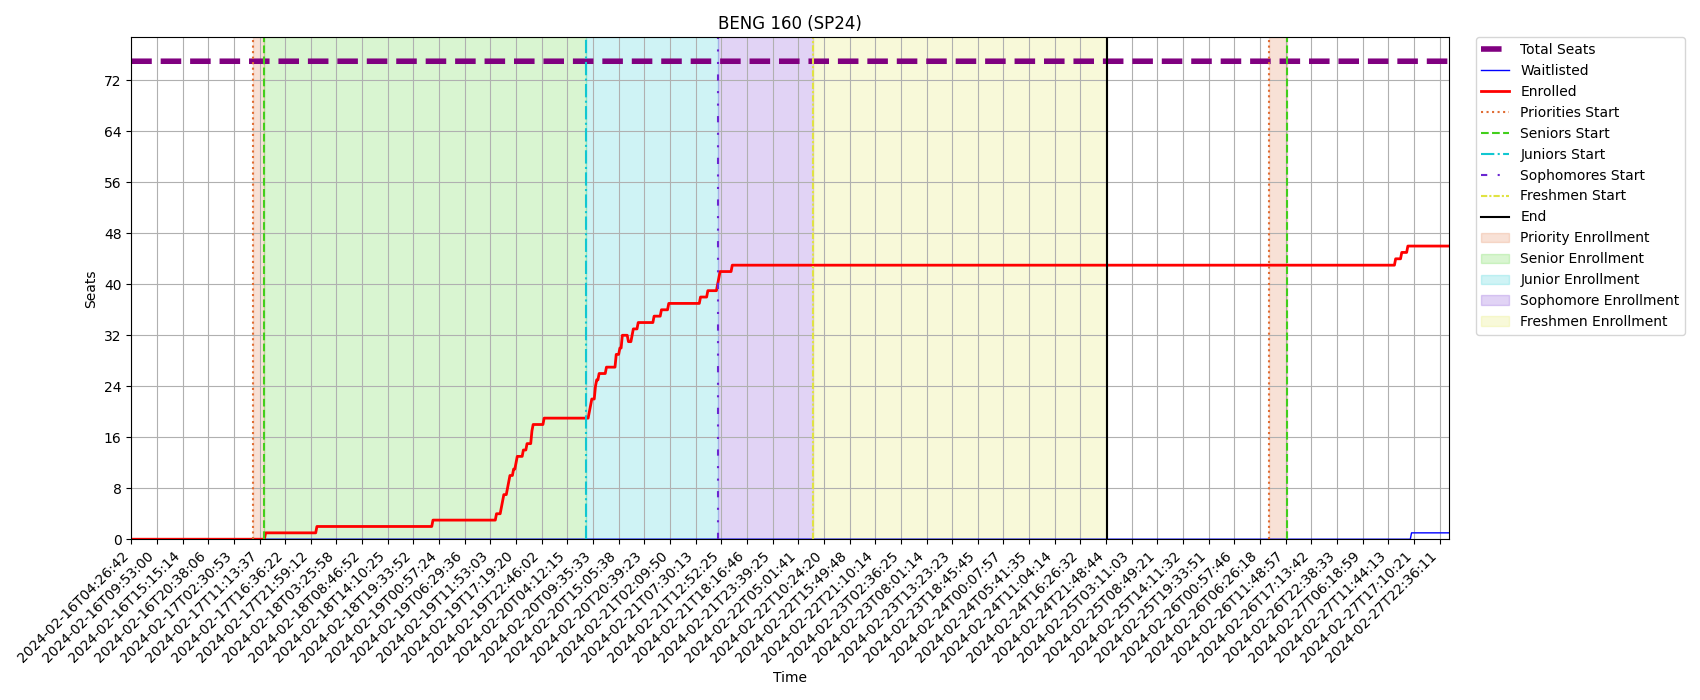 BENG 160 (SP24)
Seats
72
64
56
48
40
32
24
16
8
0
2024-02-16T04:26:42
2024-02-16T09:53:00
2024-02-16T15:15:14
2024-02-16T20:38:06
2024-02-17T02:30:53
2024-02-17T11:13:37
2024-02-17T16:36:22
2024-02-17T21:59:12
2024-02-18T03:25:58
2024-02-18T08:46:52
2024-02-18T14:10:25
2024-02-18T19:33:52
2024-02-19T00:57:24
2024-02-19T06:29:36
2024-02-19T11:53:03
2024-02-19T17:19:20
2024-02-19T22:46:02
2024-02-20T04:12:15
2024-02-20T09:35:33
2024-02-20T15:05:38
2024-02-20T20:39:23
2024-02-21T02:09:50
2024-02-21T07:30:13
2024-02-21T12:52:25
2024-02-21T18:16:46
2024-02-21T23:39:25
2024-02-22T05:01:41
2024-02-22T10:24:20
2024-02-22T15:49:48
2024-02-22T21:10:14
2024-02-23T02:36:25
2024-02-23T08:01:14
2024-02-23T13:23:23
2024-02-23T18:45:45
2024-02-24T00:07:57
2024-02-24T05:41:35
2024-02-24T11:04:14
2024-02-24T16:26:32
2024-02-24T21:48:44
2024-02-25T03:11:03
2024-02-25T08:49:21
2024-02-25T14:11:32
2024-02-25T19:33:51
2024-02-26T00:57:46
2024-02-26T06:26:18
2024-02-26T11:48:57
2024-02-26T17:13:42
2024-02-26T22:38:33
2024-02-27T06:18:59
2024-02-27T11:44:13
2024-02-27T17:10:21
2024-02-27T22:36:11
Time
Total Seats
Waitlisted
Enrolled
Priorities Start
Seniors Start
Juniors Start
Sophomores Start
Freshmen Start
End
Priority Enrollment
Senior Enrollment
Junior Enrollment
Sophomore Enrollment
Freshmen Enrollment